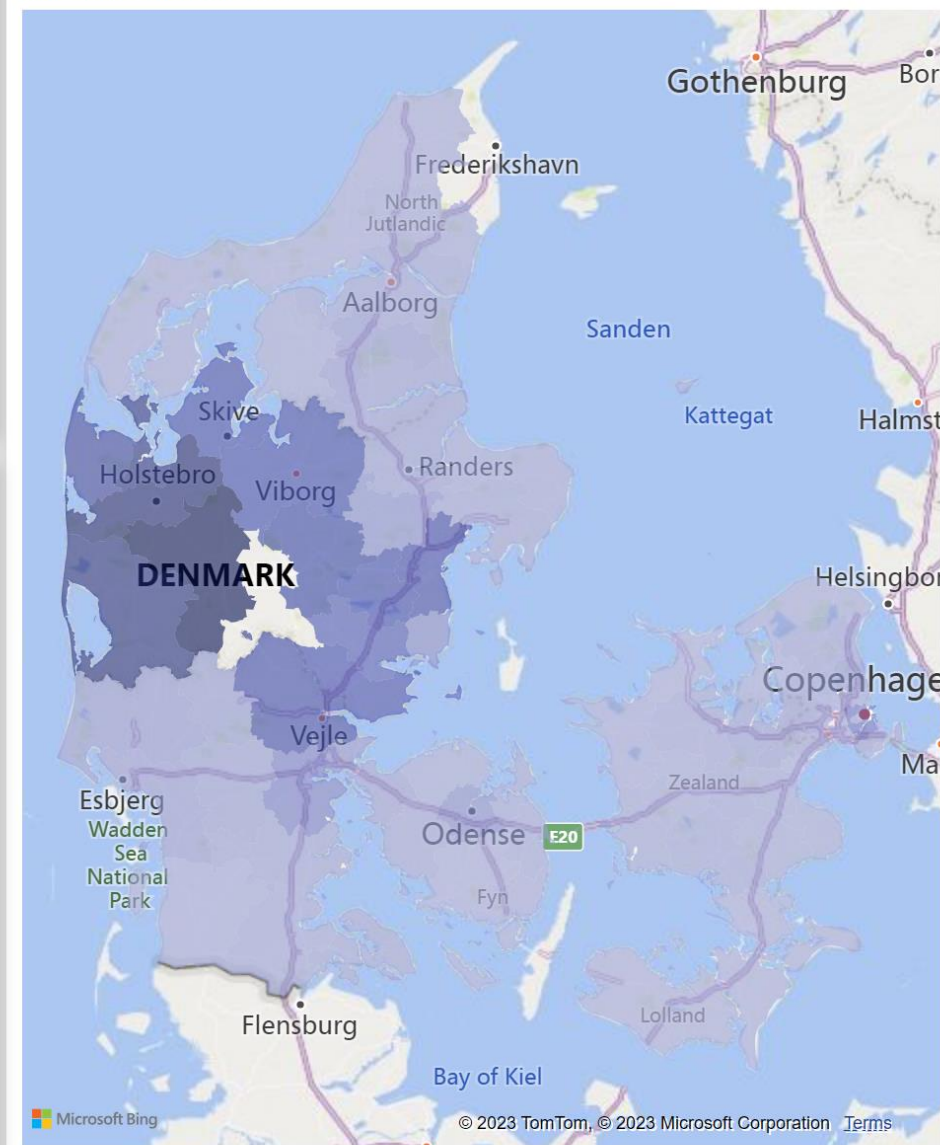 Gothenburg
Bor
Frederikshavn
North
Jutlandic
Aalborg
Sanden
Kattegat
Halmst
Skive
Holstebro
Viborg
Randers
DENMARK
Helsingbor
Copenhage
Vejle
Ma
Esbjerg
Zealand
Wadden
Sea
National
Park
Odense
E20
Fyn
Lolland
Flensburg
Bay of Kiel
Microsoft Bing
© 2023 TomTom, © 2023 Microsoft Corporation Terms